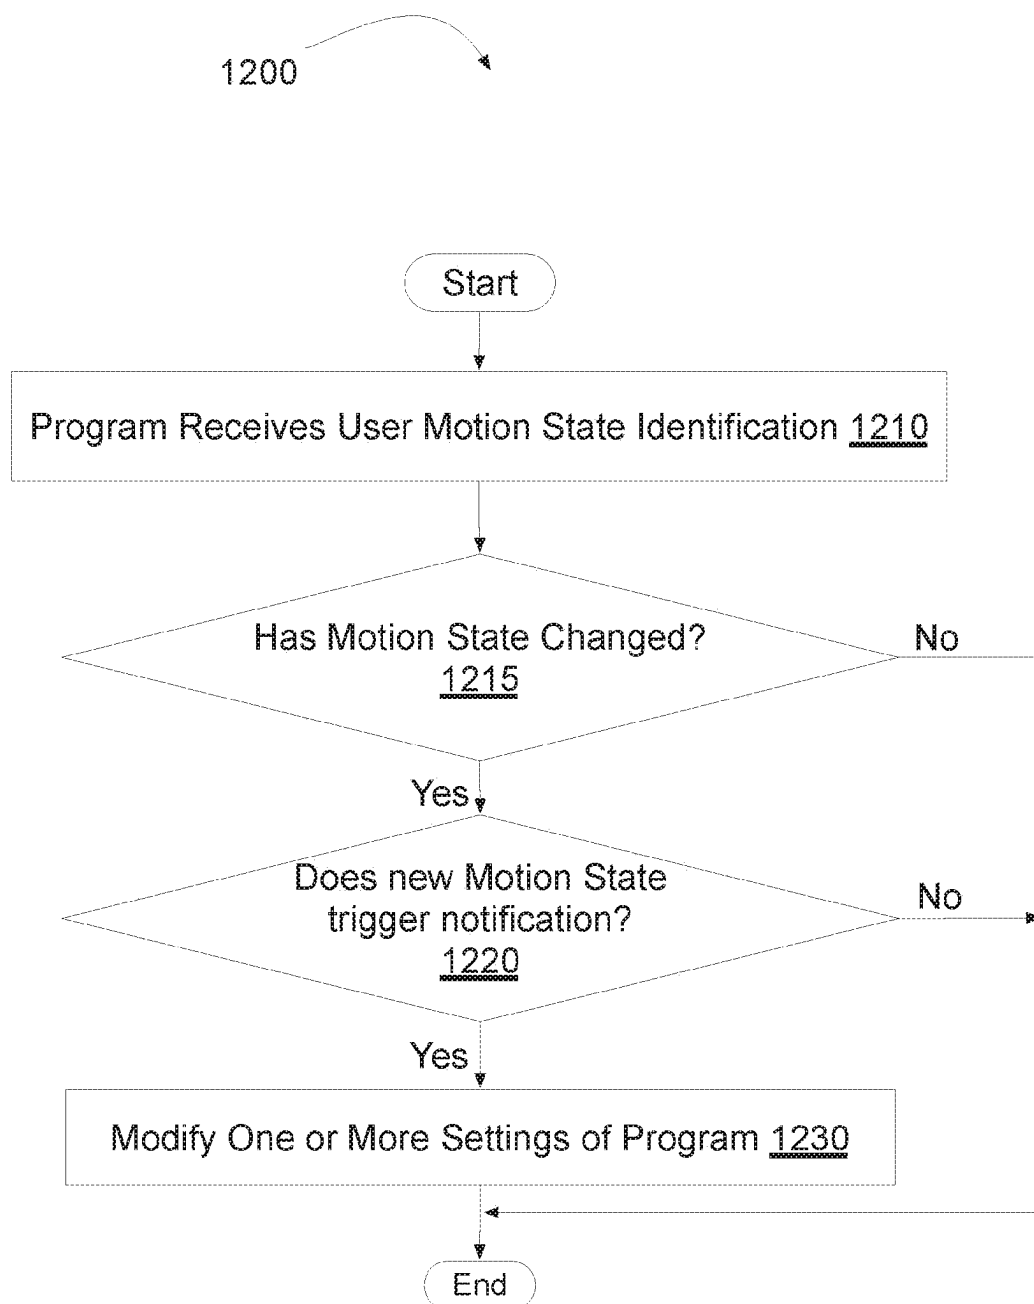 1200
Start
Program Receives User Motion State Identification 1210
Has Motion State Changed?
1215
No
Yes
Does new Motion State
trigger notification?
1220
No
Yes
Modify One or More Settings of Program 1230
End